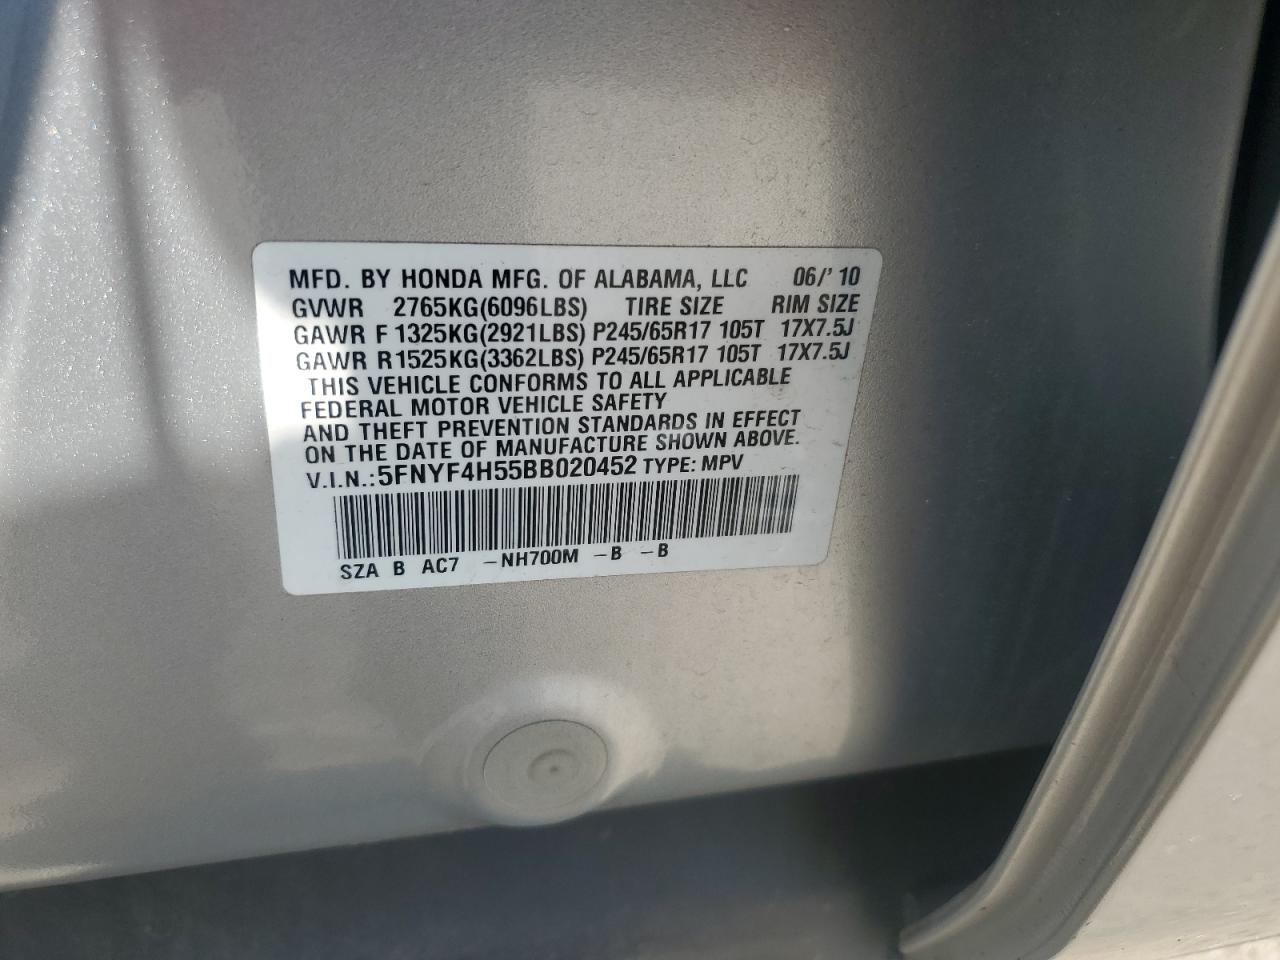 MFD. BY HONDA MFG. OF ALABAMA, LLC 06/' 10
GVWR 2765KG(6096LBS) TIRE SIZE RIM SIZE
GAWR F 1325KG(2921LBS) P245/65R17 105T 17X7.5J
GAWR R1525KG(3362LBS) P245/65R17 105T 17X7.5J
THIS VEHICLE CONFORMS TO ALL APPLICABLE
FEDERAL MOTOR VEHICLE SAFETY
AND THEFT PREVENTION STANDARDS IN EFFECT
ON THE DATE OF MANUFACTURE SHOWN ABOVE.
V.I.N.:5FNYF4H55BB020452 TYPE: MPV
SZA B AC7 -NH700M -B -B